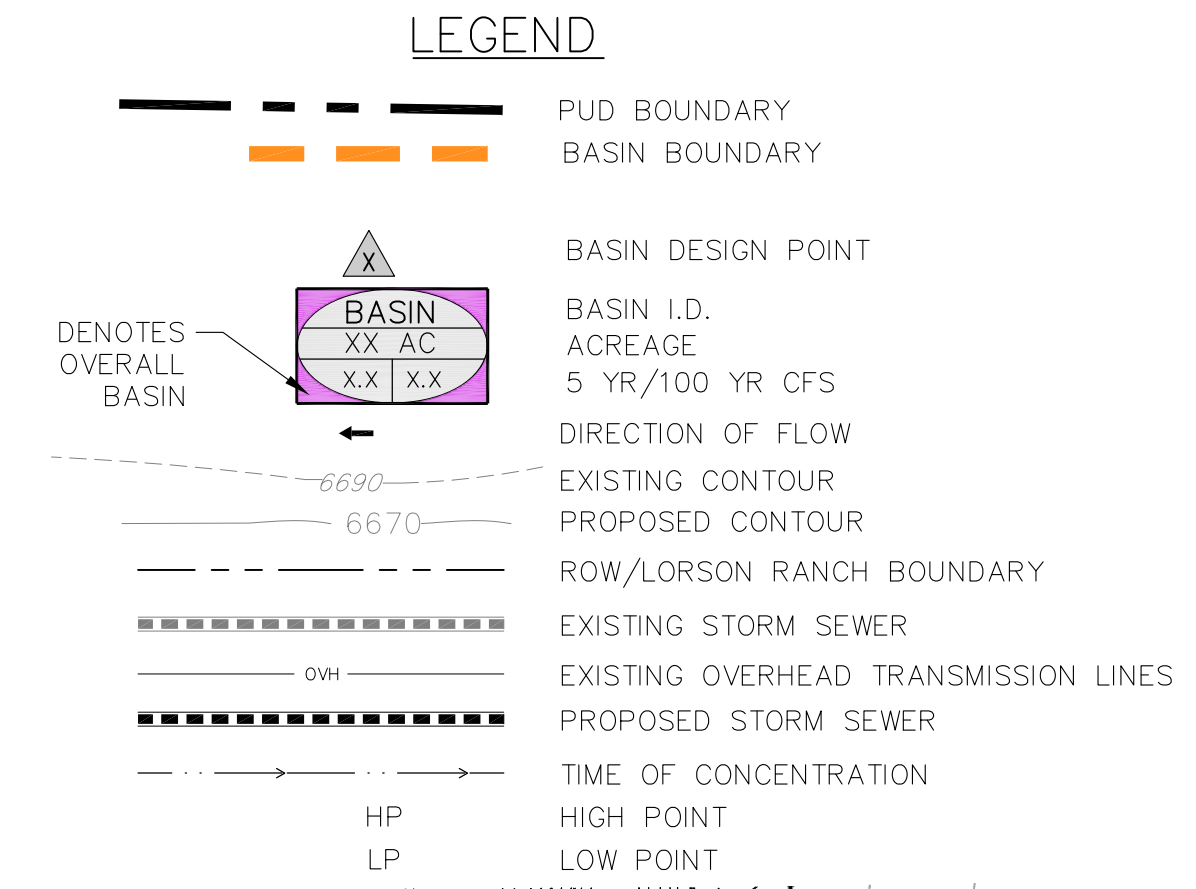 LEGEND
PUD BOUNDARY
BASIN BOUNDARY
X
BASIN DESIGN POINT
DENOTES
OVERALL
BASIN
BASIN
XX AC
X.X X.X
BASIN I.D.
ACREAGE
5 YR/100 YR CFS
DIRECTION OF FLOW
6690
EXISTING CONTOUR
6670
PROPOSED CONTOUR
ROW/LORSON RANCH BOUNDARY
EXISTING STORM SEWER
OVH
EXISTING OVERHEAD TRANSMISSION LINES
PROPOSED STORM SEWER
TIME OF CONCENTRATION
HP
HIGH POINT
LP
LOW POINT